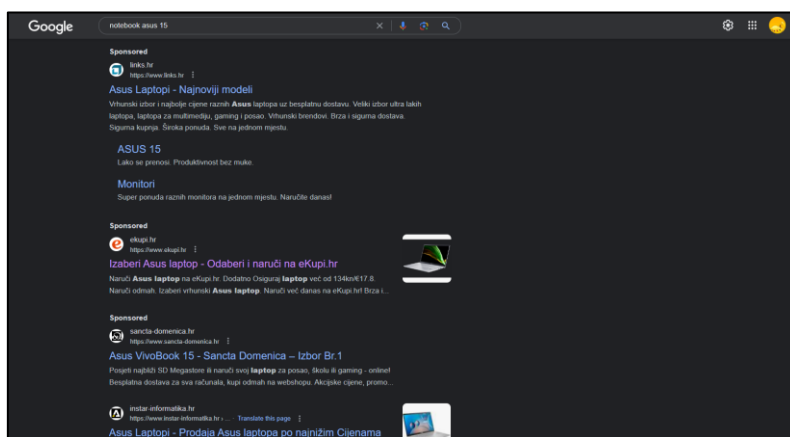 Google
notebook asus 15
Sponsored
links.hr
https://www.links.hr
Asus Laptopi - Najnoviji modeli
Vrhunski izbor i najbolje cijene raznih Asus laptopa uz besplatnu dostavu. Veliki izbor ultra lakih
laptopa, laptopa za multimediju, gaming i posao. Vrhunski brendovi. Brza i sigurna dostava.
Sigurna kupnja. Široka ponuda. Sve na jednom mjestu.
ASUS 15
Lako se prenosi. Produktivnost bez muke.
Monitori
Super ponuda raznih monitora na jednom mjestu. Naručite danas!
Sponsored
ekupi.hr
https://www.ekupi.hr
Izaberi Asus laptop - Odaberi i naruči na eKupi.hr
Naruči Asus laptop na eKupi.hr. Dodatno Osiguraj laptop već od 134kn/€17.8.
Naruči odmah. Izaberi vrhunski Asus laptop. Naruči već danas na eKupi.hr! Brza i...
Sponsored
sancta-domenica.hr
https://www.sancta-domenica.hr
Asus VivoBook 15 - Sancta Domenica – Izbor Br.1
Posjeti najbliži SD Megastore ili naruči svoj laptop za posao, školu ili gaming - online!
Besplatna dostava za sva računala, kupi odmah na webshopu. Akcijske cijene, promo...
instar-informatika.hr
https://www.instar-informatika.hr › ... · Translate this page
Asus Laptopi - Prodaja Asus laptopa po najnižim Cijenama